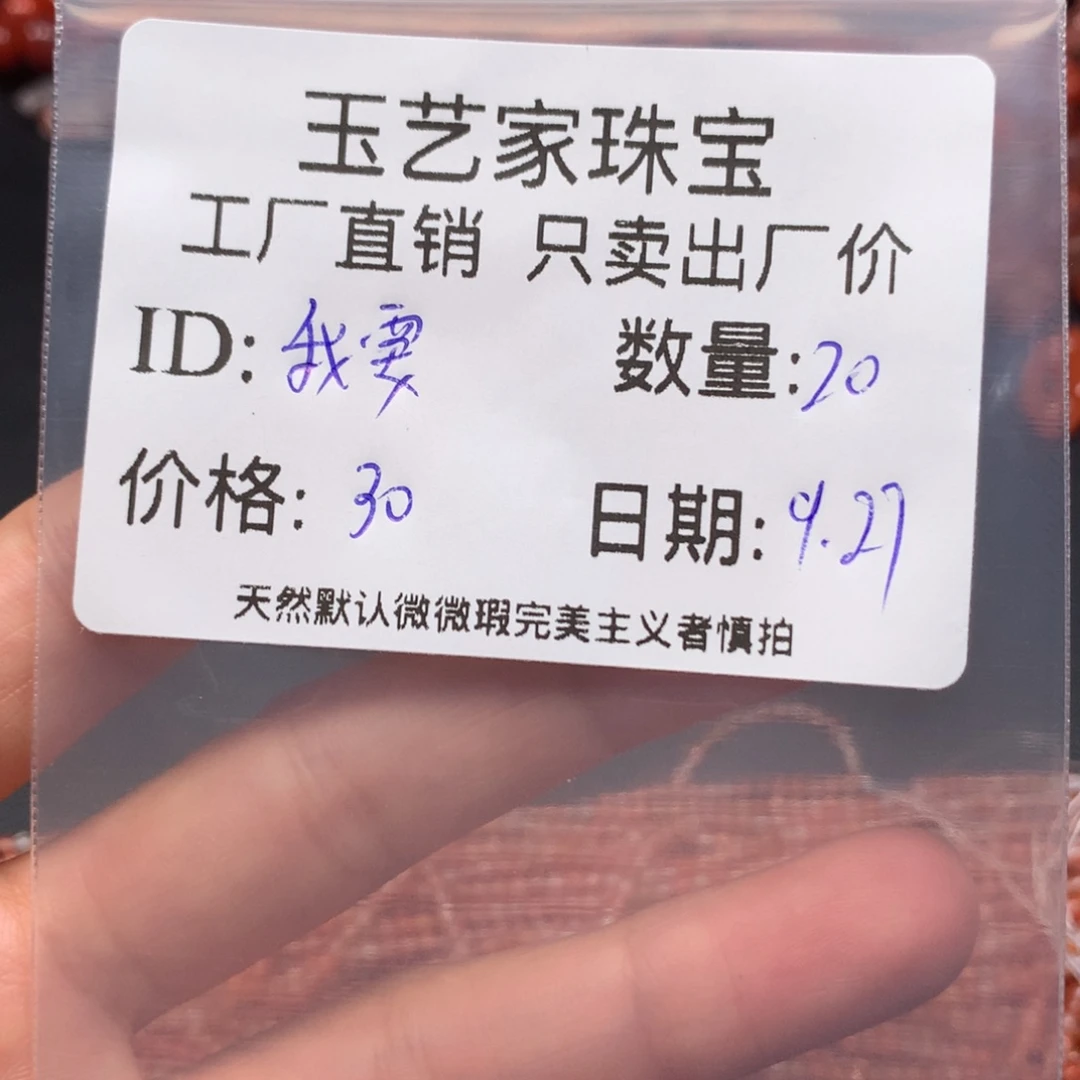 玉艺家珠宝
工厂直销 只卖出厂价
ID: 我要 数量:20
价格: 30 日期: 9.27
天然默认微微瑕完美主义者慎拍